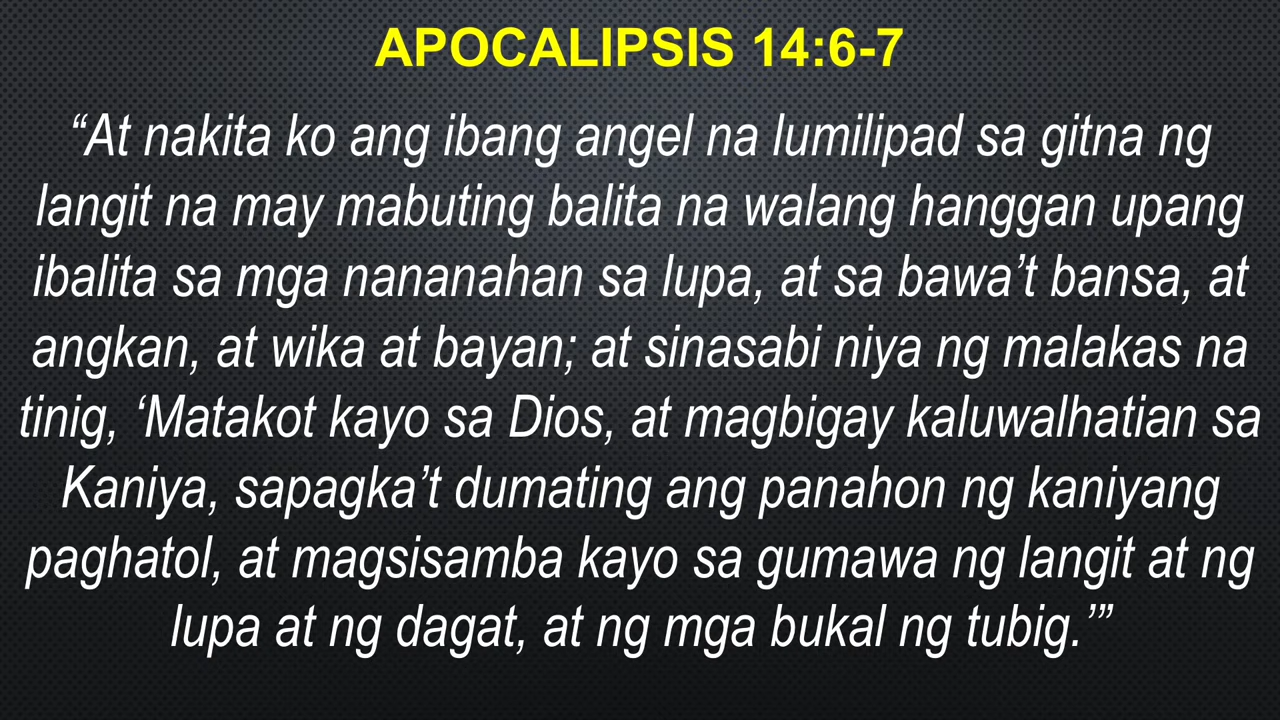 APOCALIPSIS 14:6-7
“At nakita ko ang ibang angel na lumilipad sa gitna ng
langit na may mabuting balita na walang hanggan upang
ibalita sa mga nananahan sa lupa, at sa bawa’t bansa, at
angkan, at wika at bayan; at sinasabi niya ng malakas na
tinig, ‘Matakot kayo sa Dios, at magbigay kaluwalhatian sa
Kaniya, sapagka’t dumating ang panahon ng kaniyang
paghatol, at magsisamba kayo sa gumawa ng langit at ng
lupa at ng dagat, at ng mga bukal ng tubig.’”